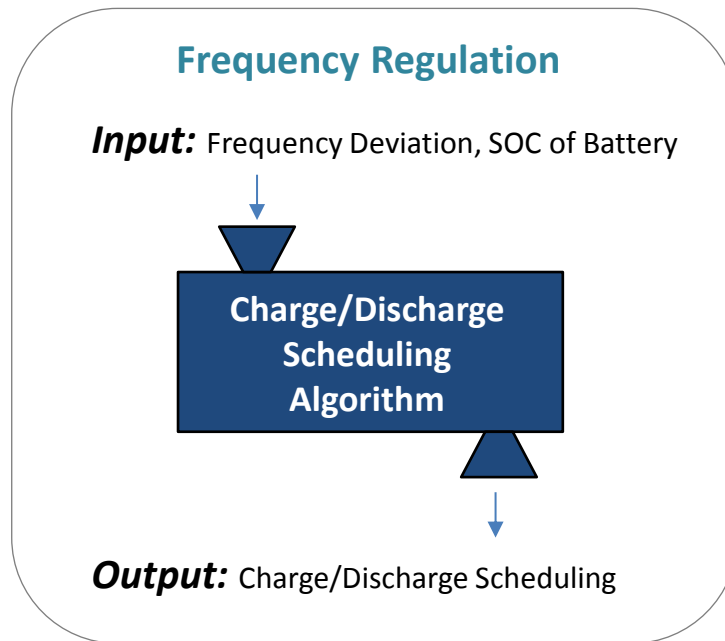 Frequency Regulation
Input: Frequency Deviation, SOC of Battery
Charge/Discharge
Scheduling
Algorithm
Output: Charge/Discharge Scheduling